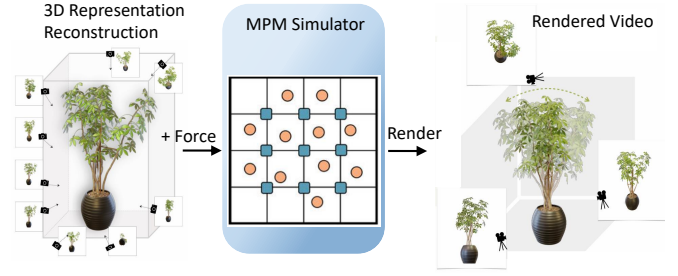 3D Representation
Reconstruction
MPM Simulator
Rendered Video
+ Force
Render